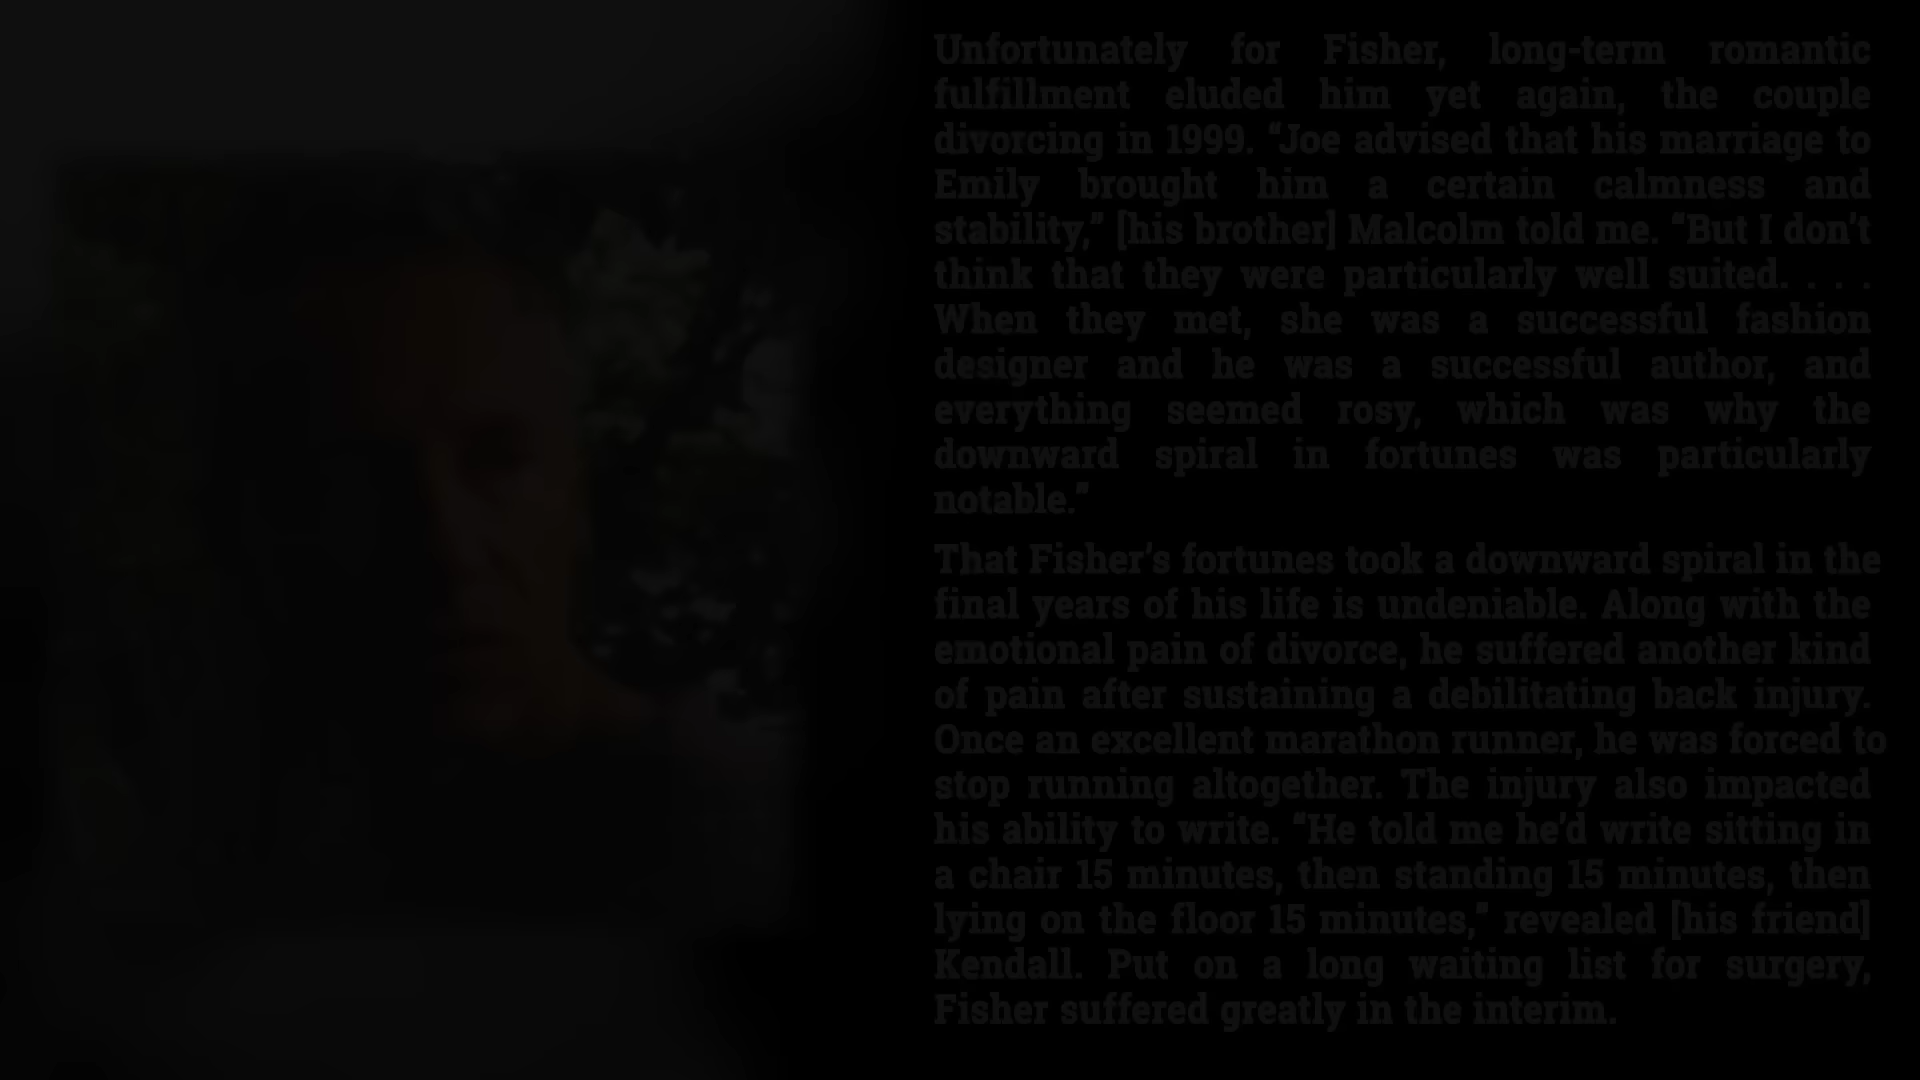 Unfortunately for Fisher, long-term romantic
fulfillment eluded him yet again, the couple
divorcing in 1999. “Joe advised that his marriage to
Emily brought him a certain calmness and
stability,” [his brother] Malcolm told me. “But I don’t
think that they were particularly well suited. . . .
When they met, she was a successful fashion
designer and he was a successful author, and
everything seemed rosy, which was why the
downward spiral in fortunes was particularly
notable.”
That Fisher’s fortunes took a downward spiral in the
final years of his life is undeniable. Along with the
emotional pain of divorce, he suffered another kind
of pain after sustaining a debilitating back injury.
Once an excellent marathon runner, he was forced to
stop running altogether. The injury also impacted
his ability to write. “He told me he’d write sitting in
a chair 15 minutes, then standing 15 minutes, then
lying on the floor 15 minutes,” revealed [his friend]
Kendall. Put on a long waiting list for surgery,
Fisher suffered greatly in the interim.